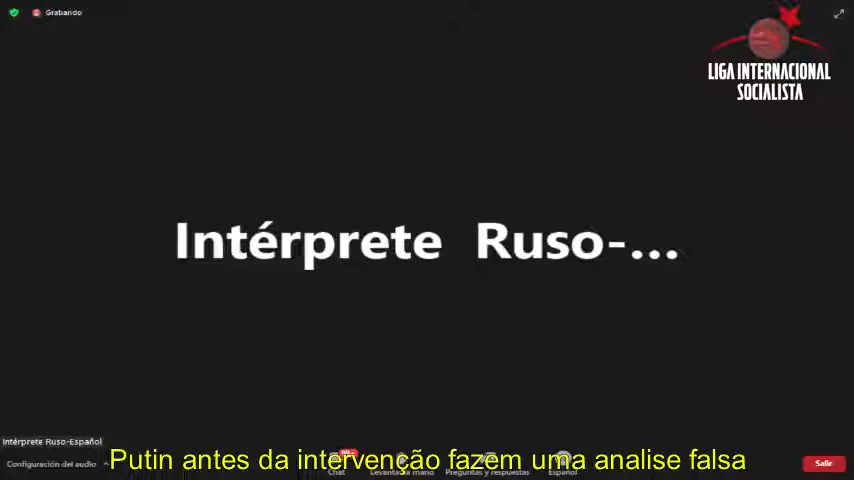 Grabando
LIGA INTERNACIONAL
SOCIALISTA
Intérprete Ruso-...
Intérprete Ruso-Español
Configuración del audio
Chat
Levantar la mano
Preguntas y respuestas
Español
Salir
Putin antes da intervenção fazem uma analise falsa